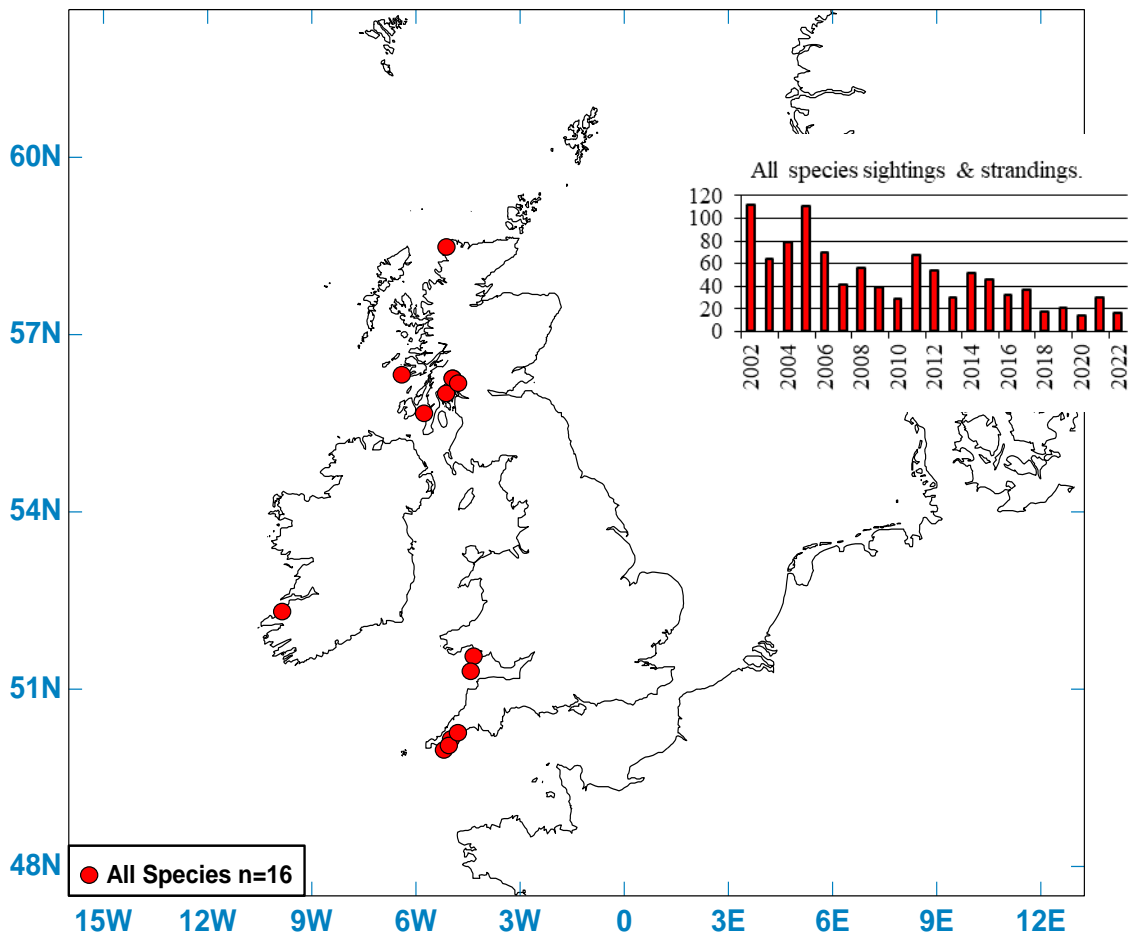 All species sightings & strandings.
120
100
80
60
40
20
0
2002 2004 2006 2008 2010 2012 2014 2016 2018 2020 2022
60N
57N
54N
51N
48N
All Species n=16
15W 12W 9W 6W 3W 0 3E 6E 9E 12E